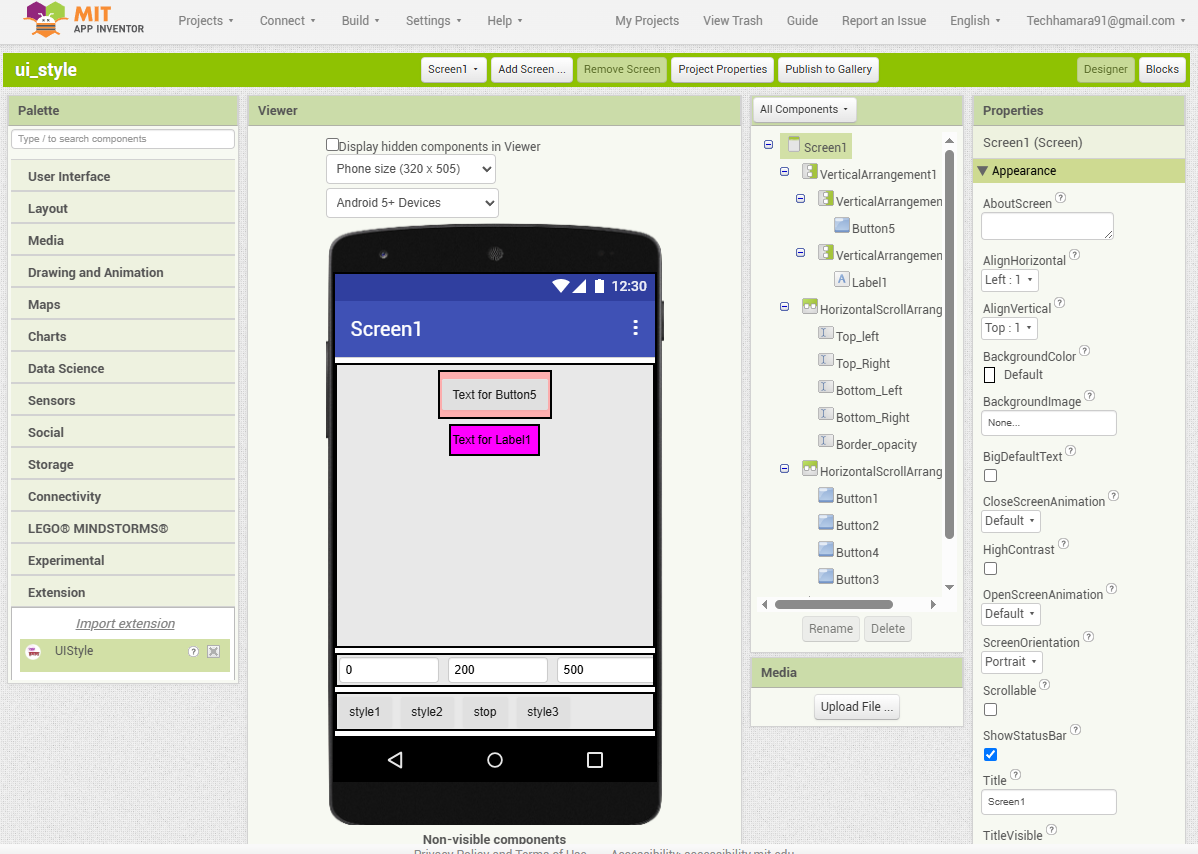 MIT
APP INVENTOR
Projects
Connect
Build
Settings
Help
My Projects
View Trash
Guide
Report an Issue
English
Techhamara91@gmail.com
ui_style
Screen1
Add Screen ...
Remove Screen
Project Properties
Publish to Gallery
Designer
Blocks
Palette
Type / to search components
User Interface
Layout
Media
Drawing and Animation
Maps
Charts
Data Science
Sensors
Social
Storage
Connectivity
LEGO® MINDSTORMS®
Experimental
Extension
Import extension
UIStyle
?
Viewer
Display hidden components in Viewer
Phone size (320 x 505)
Android 5+ Devices
12:30
Screen1
Text for Button5
Text for Label1
0
200
500
style1
style2
stop
style3
Non-visible components
All Components
Screen1
VerticalArrangement1
VerticalArrangemen
Button5
VerticalArrangemen
A
Label1
HorizontalScrollArrang
Top_left
Top_Right
Bottom_Left
Bottom_Right
Border_opacity
HorizontalScrollArrang
Button1
Button2
Button4
Button3
Rename
Delete
Media
Upload File ...
Properties
Screen1 (Screen)
Appearance
AboutScreen ?
AlignHorizontal ?
Left : 1
AlignVertical ?
Top : 1
BackgroundColor ?
Default
BackgroundImage ?
None...
BigDefaultText ?
CloseScreenAnimation ?
Default
HighContrast ?
OpenScreenAnimation ?
Default
ScreenOrientation ?
Portrait
Scrollable ?
ShowStatusBar ?
Title ?
Screen1
TitleVisible ?
Privacy Policy and Terms of Use
Accessibility: accessibility.mit.edu